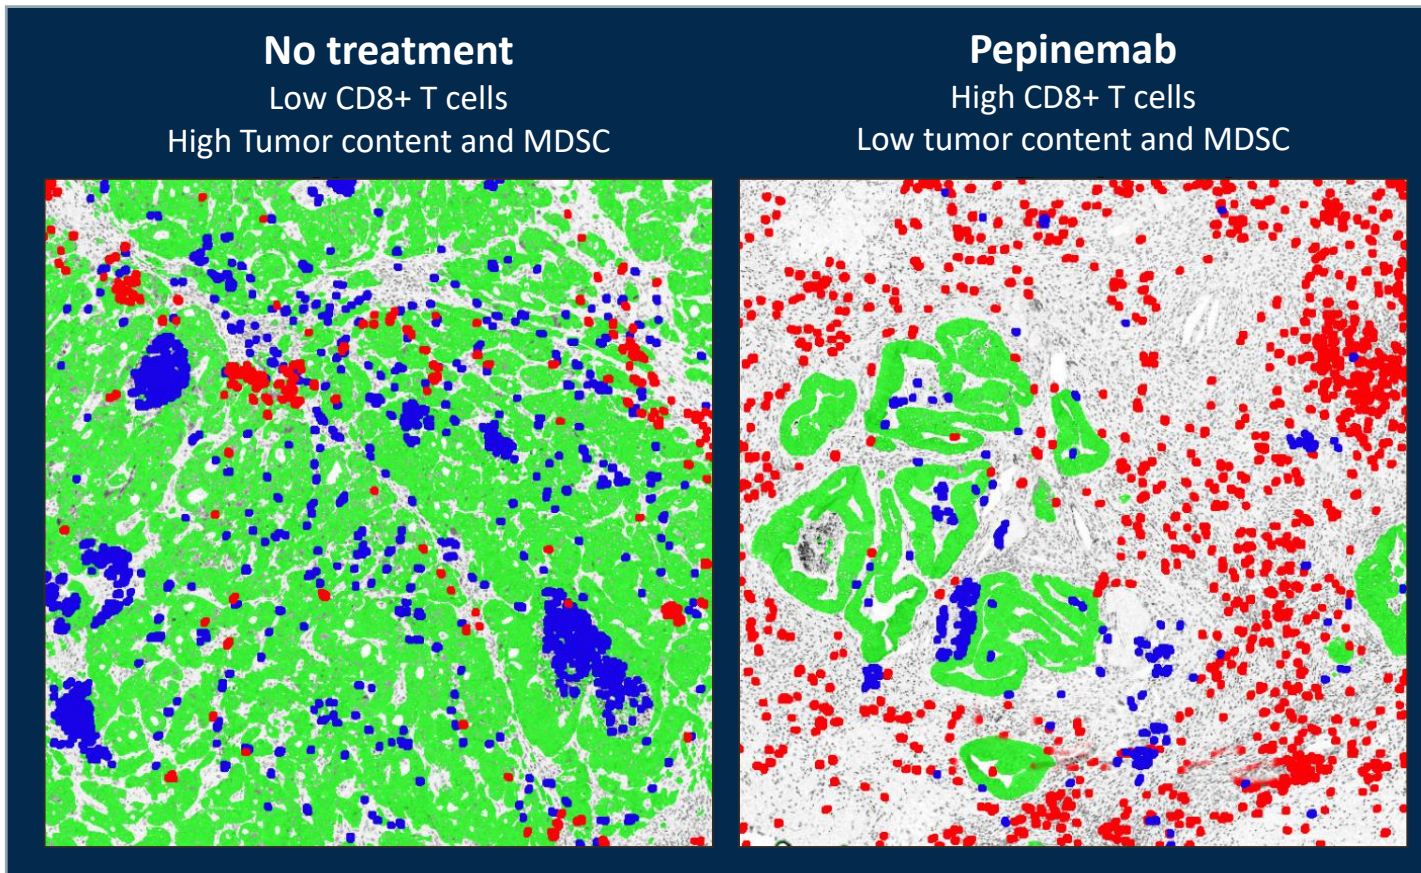 No treatment
Low CD8+ T cells
High Tumor content and MDSC
Pepinemab
High CD8+ T cells
Low tumor content and MDSC